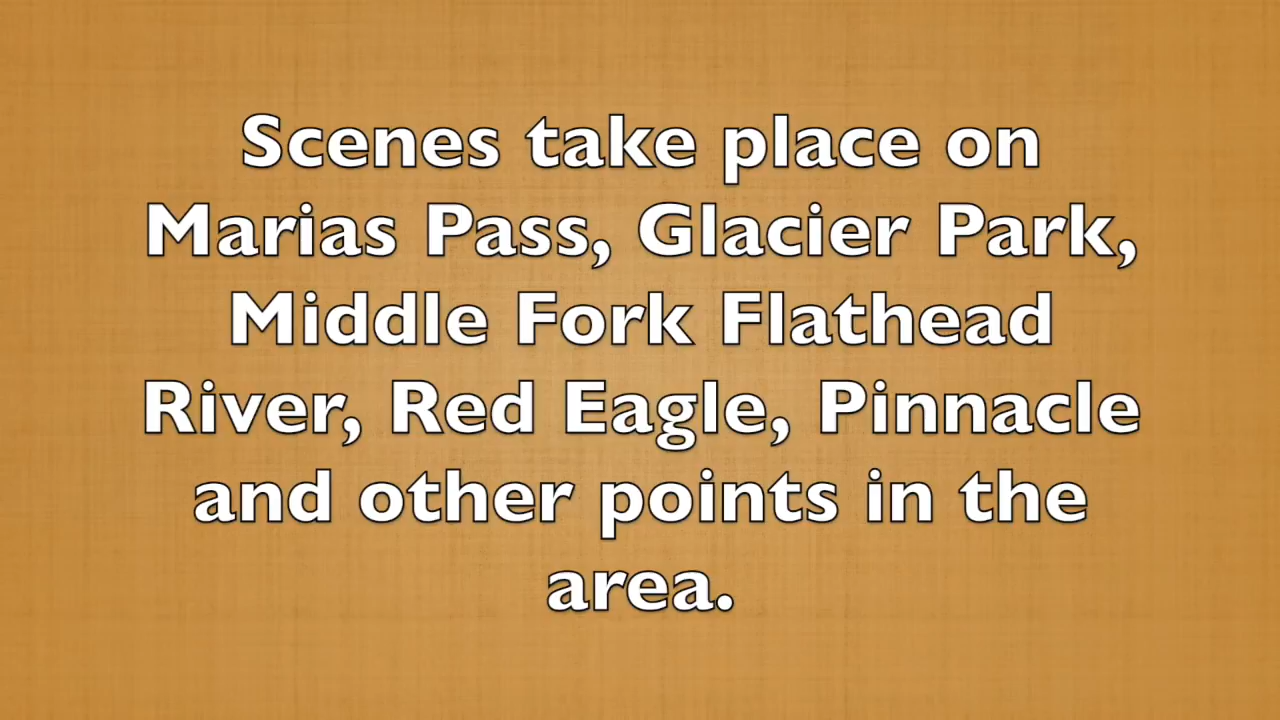 Scenes take place on
Marias Pass, Glacier Park,
Middle Fork Flathead
River, Red Eagle, Pinnacle
and other points in the
area.